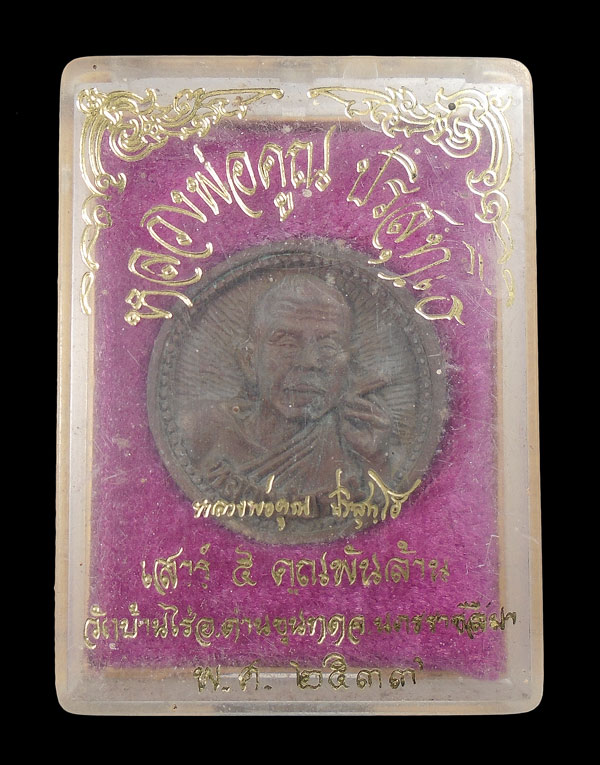 หลวงพ่อคูณ ปริสุทฺโธ
หลวงพ่อคูณ ปริสุทฺโธ
เสาร์ ๕ คูณพันล้าน
วัดบ้านไร่อ.ด่านขุนทดจ.นครราชสีมา
พ.ศ. ๒๕๓๗